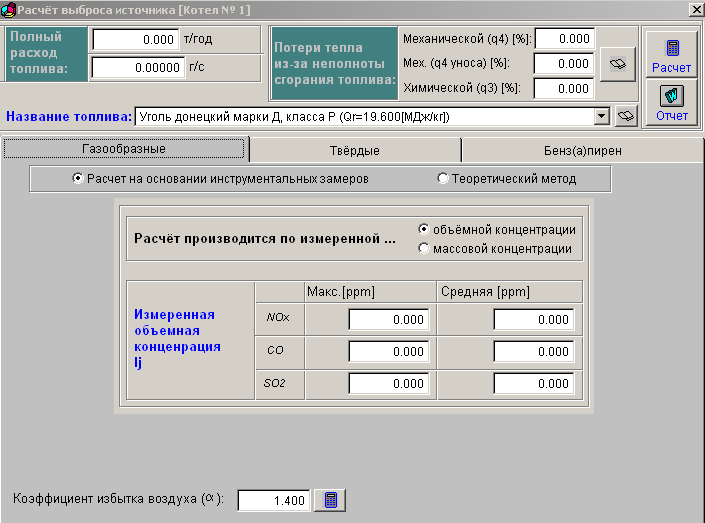 Расчёт выброса источника [Котел № 1]
Полный расход топлива:
0.000 т/год
0.00000 г/с
Потери тепла из-за неполноты сгорания топлива:
Механической (q4) [%]: 0.000
Мех. (q4 уноса) [%]: 0.000
Химической (q3) [%]: 0.000
Расчет
Отчет
Название топлива: Уголь донецкий марки Д, класса Р (Qr=19.600[МДж/кг])
Газообразные
Твёрдые
Бенз(а)пирен
Расчет на основании инструментальных замеров
Теоретический метод
Расчёт производится по измеренной ...
объёмной концентрации
массовой концентрации
Измеренная
объемная
конценрация
Ij
Макс.[ppm]
Средняя [ppm]
NOx 0.000 0.000
CO 0.000 0.000
SO2 0.000 0.000
Коэффициент избытка воздуха (α): 1.400